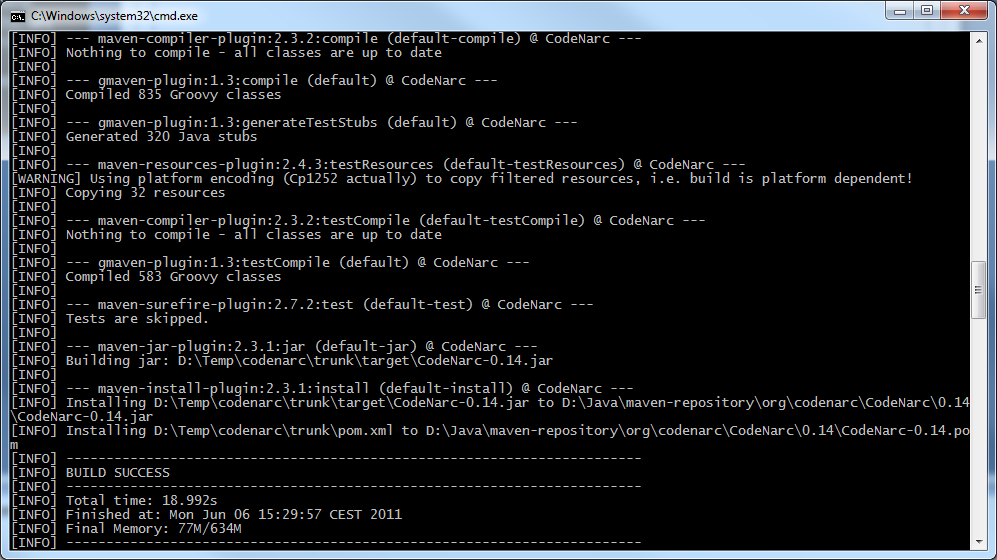 C:\Windows\system32\cmd.exe
[INFO] --- maven-compiler-plugin:2.3.2:compile (default-compile) @ CodeNarc ---
[INFO] Nothing to compile - all classes are up to date
[INFO]
[INFO] --- gmaven-plugin:1.3:compile (default) @ CodeNarc ---
[INFO] Compiled 835 Groovy classes
[INFO]
[INFO] --- gmaven-plugin:1.3:generateTestStubs (default) @ CodeNarc ---
[INFO] Generated 320 Java stubs
[INFO]
[INFO] --- maven-resources-plugin:2.4.3:testResources (default-testResources) @ CodeNarc ---
[WARNING] Using platform encoding (Cp1252 actually) to copy filtered resources, i.e. build is platform dependent!
[INFO] Copying 32 resources
[INFO]
[INFO] --- maven-compiler-plugin:2.3.2:testCompile (default-testCompile) @ CodeNarc ---
[INFO] Nothing to compile - all classes are up to date
[INFO]
[INFO] --- gmaven-plugin:1.3:testCompile (default) @ CodeNarc ---
[INFO] Compiled 583 Groovy classes
[INFO]
[INFO] --- maven-surefire-plugin:2.7.2:test (default-test) @ CodeNarc ---
[INFO] Tests are skipped.
[INFO]
[INFO] --- maven-jar-plugin:2.3.1:jar (default-jar) @ CodeNarc ---
[INFO] Building jar: D:\Temp\codenarc\trunk\target\CodeNarc-0.14.jar
[INFO]
[INFO] --- maven-install-plugin:2.3.1:install (default-install) @ CodeNarc ---
[INFO] Installing D:\Temp\codenarc\trunk\target\CodeNarc-0.14.jar to D:\Java\maven-repository\org\codenarc\CodeNarc\0.14
\CodeNarc-0.14.jar
[INFO] Installing D:\Temp\codenarc\trunk\pom.xml to D:\Java\maven-repository\org\codenarc\CodeNarc\0.14\CodeNarc-0.14.po
m
[INFO] ------------------------------------------------------------------------
[INFO] BUILD SUCCESS
[INFO] ------------------------------------------------------------------------
[INFO] Total time: 18.992s
[INFO] Finished at: Mon Jun 06 15:29:57 CEST 2011
[INFO] Final Memory: 77M/634M
[INFO] ------------------------------------------------------------------------